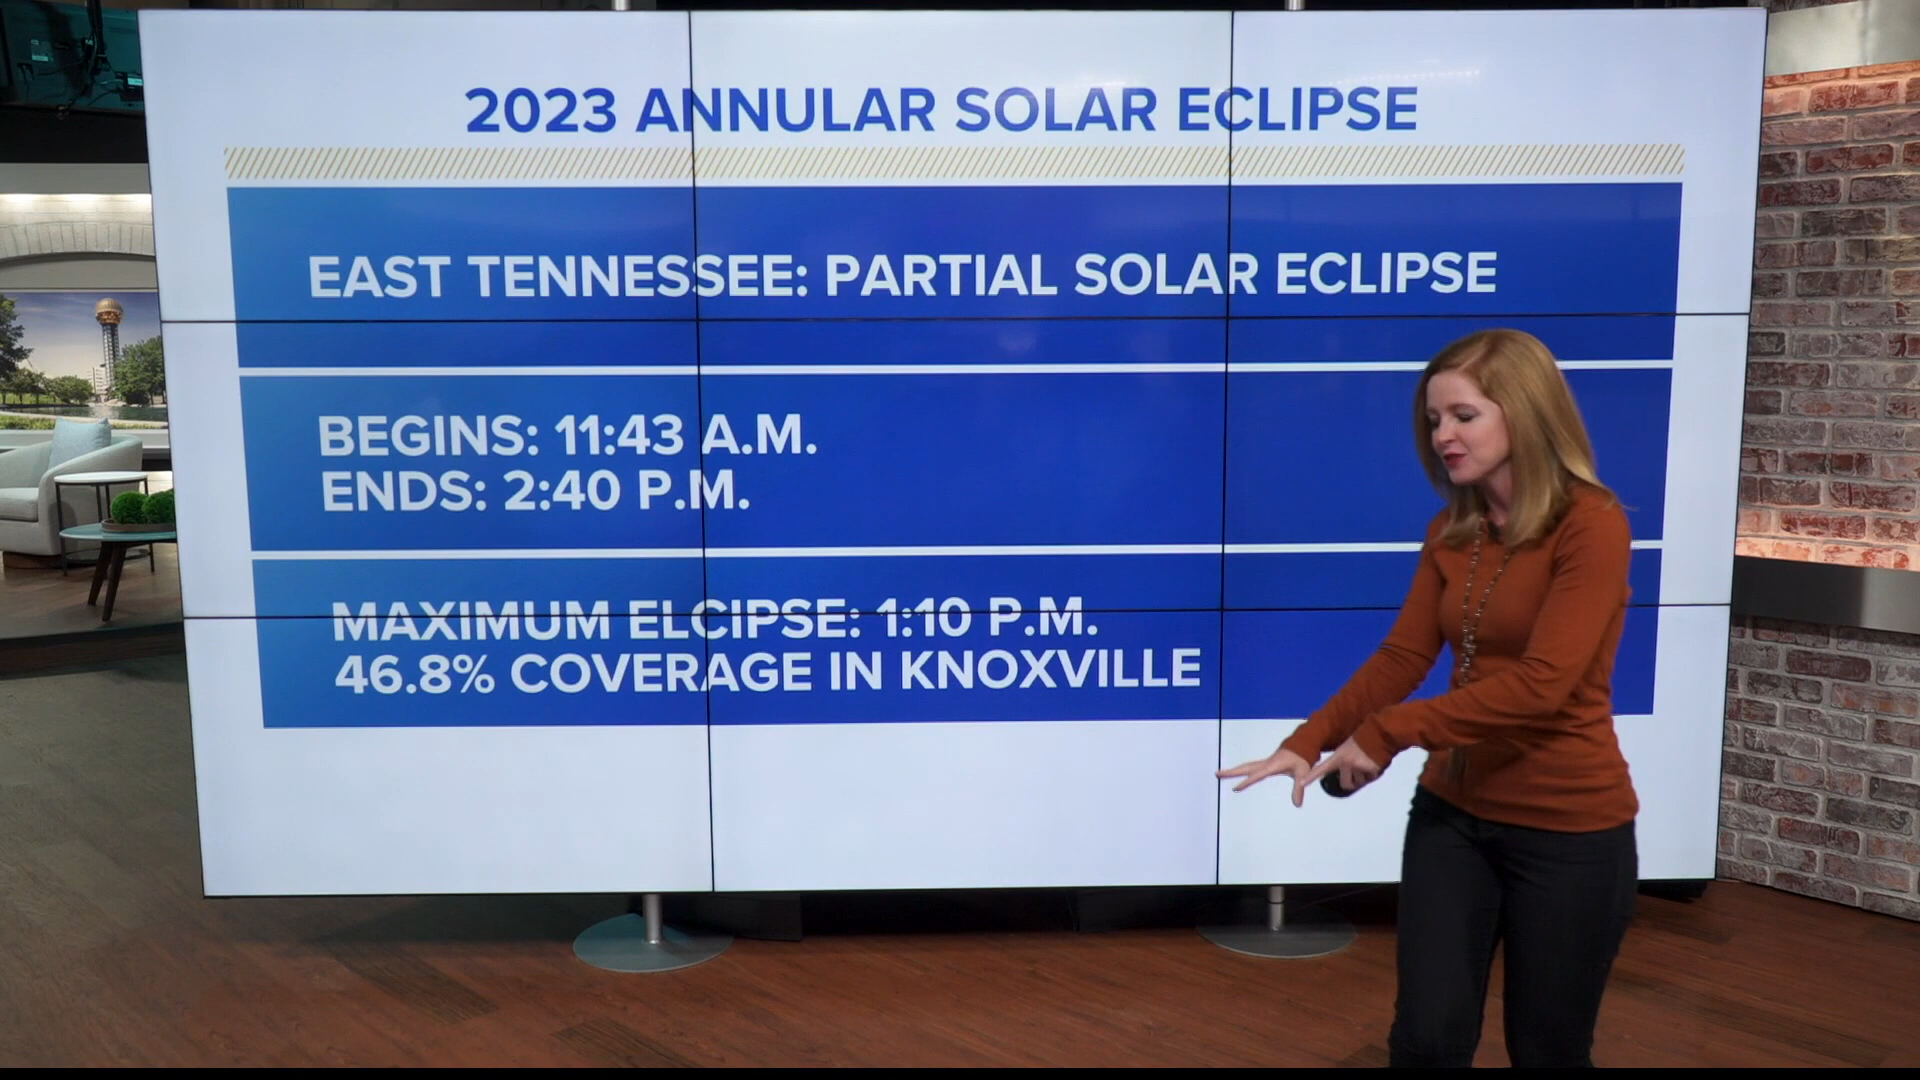 2023 ANNULAR SOLAR ECLIPSE
EAST TENNESSEE: PARTIAL SOLAR ECLIPSE
BEGINS: 11:43 A.M.
ENDS: 2:40 P.M.
MAXIMUM ELCIPSE: 1:10 P.M.
46.8% COVERAGE IN KNOXVILLE